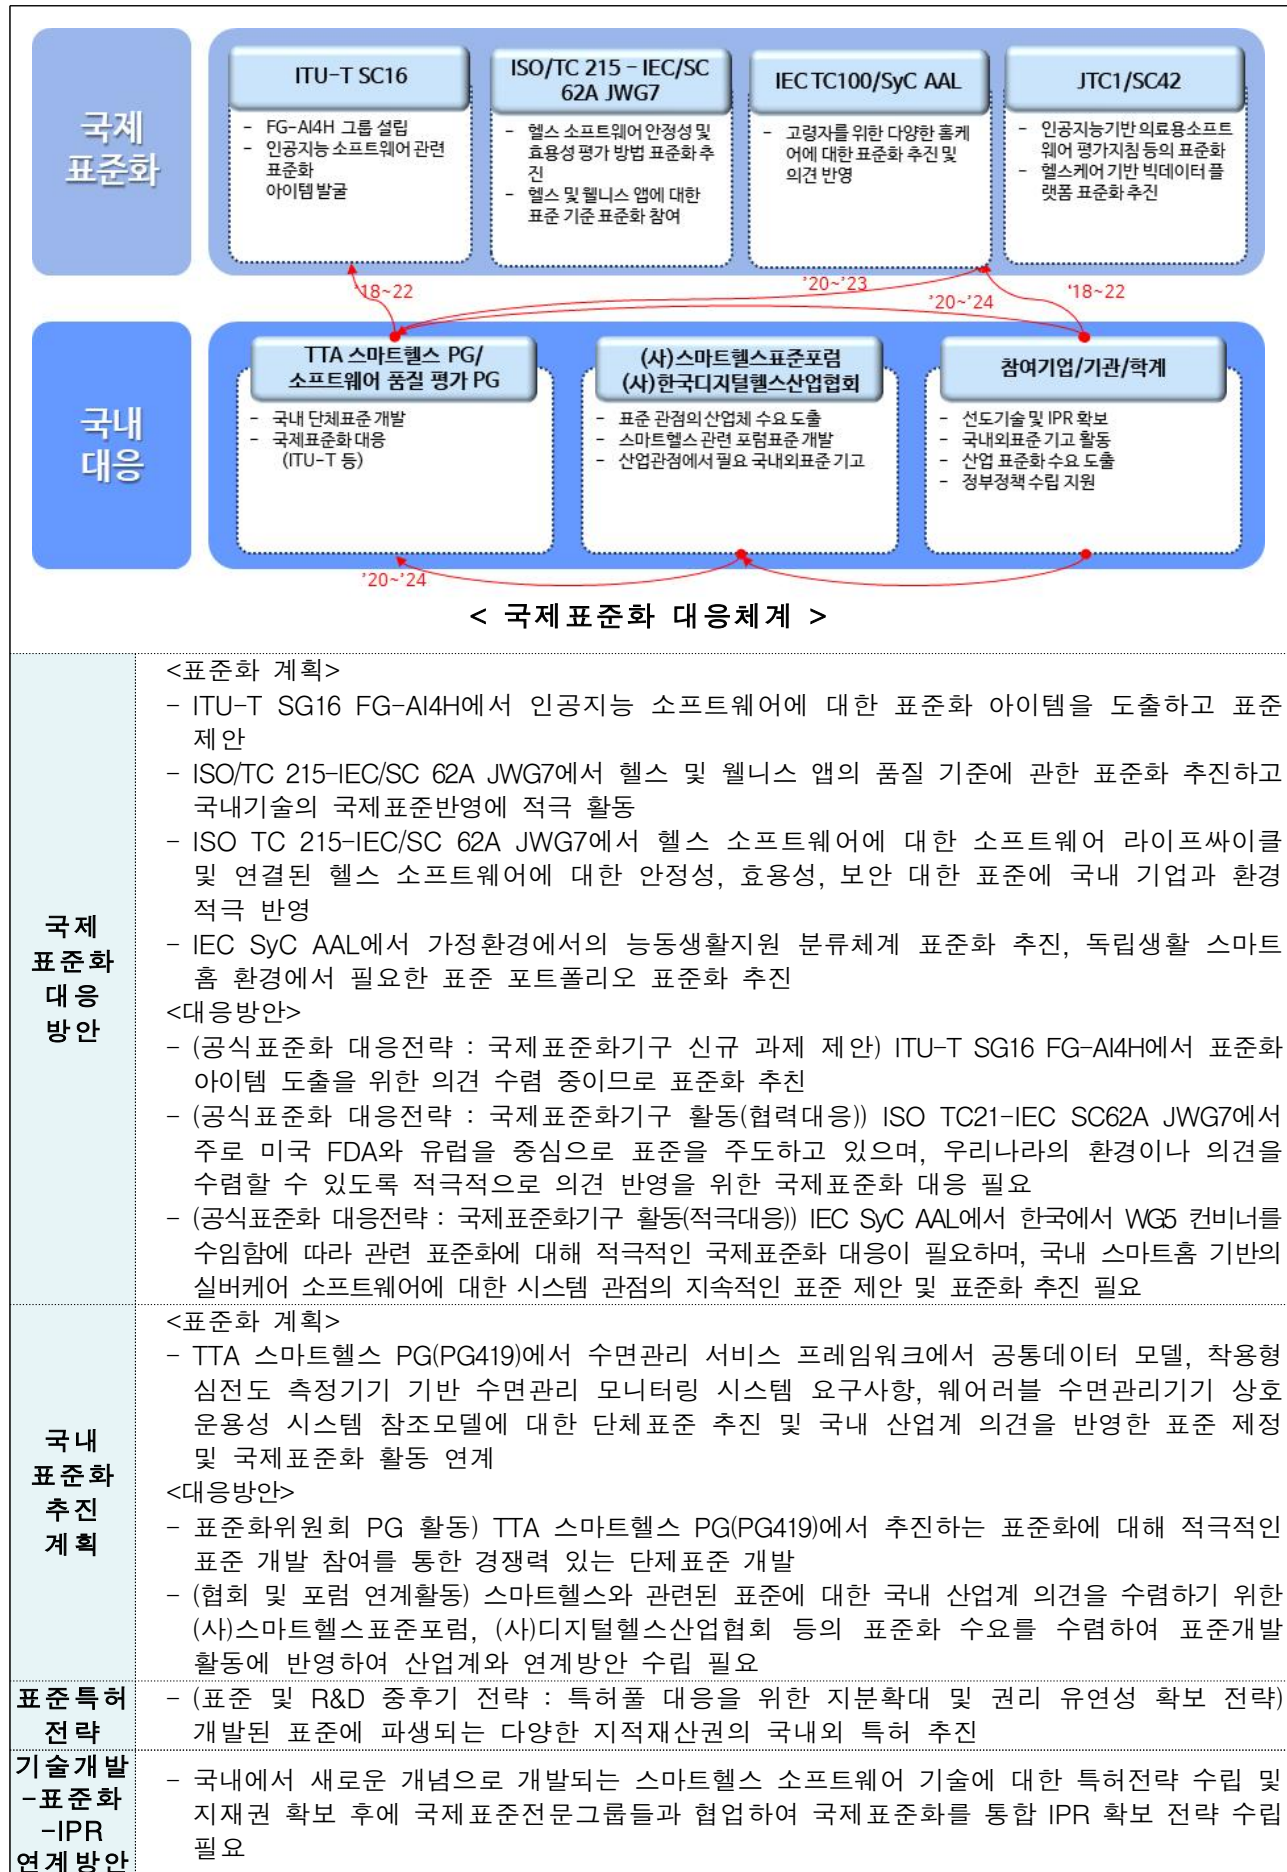 국제
표준화
ITU-T SC16
- FG-AI4H 그룹 설립
- 인공지능 소프트웨어 관련
표준화
아이템 발굴
ISO/TC 215 - IEC/SC
62A JWG7
- 헬스 소프트웨어 안정성 및
효용성 평가 방법 표준화 추
진
- 헬스 및 웰니스 앱에 대한
표준 기준 표준화 참여
IEC TC100/SyC AAL
- 고령자를 위한 다양한 홈케
어에 대한 표준화 추진 및
의견 반영
JTC1/SC42
- 인공지능기반 의료용소프트
웨어 평가지침 등의 표준화
- 헬스케어 기반 빅데이터 플
랫폼 표준화 추진
'18~22
'20~'23
'20~'24
'18~22
국내
대응
TTA 스마트헬스 PG/
소프트웨어 품질 평가 PG
- 국내 단체표준 개발
- 국제표준화 대응
(ITU-T 등)
(사)스마트헬스표준포럼
(사)한국디지털헬스산업협회
- 표준 관점의 산업체 수요 도출
- 스마트헬스 관련 포럼표준 개발
- 산업관점에서 필요 국내외표준 기고
참여기업/기관/학계
- 선도기술 및 IPR 확보
- 국내외표준 기고 활동
- 산업 표준화 수요 도출
- 정부정책 수립 지원
'20~'24
< 국제표준화 대응체계 >
국제
표준화
대응
방안
<표준화 계획>
- ITU-T SG16 FG-AI4H에서 인공지능 소프트웨어에 대한 표준화 아이템을 도출하고 표준
제안
- ISO/TC 215-IEC/SC 62A JWG7에서 헬스 및 웰니스 앱의 품질 기준에 관한 표준화 추진하고
국내기술의 국제표준반영에 적극 활동
- ISO TC 215-IEC/SC 62A JWG7에서 헬스 소프트웨어에 대한 소프트웨어 라이프싸이클
및 연결된 헬스 소프트웨어에 대한 안정성, 효용성, 보안 대한 표준에 국내 기업과 환경
적극 반영
- IEC SyC AAL에서 가정환경에서의 능동생활지원 분류체계 표준화 추진, 독립생활 스마트
홈 환경에서 필요한 표준 포트폴리오 표준화 추진
<대응방안>
- (공식표준화 대응전략 : 국제표준화기구 신규 과제 제안) ITU-T SG16 FG-AI4H에서 표준화
아이템 도출을 위한 의견 수렴 중이므로 표준화 추친
- (공식표준화 대응전략 : 국제표준화기구 활동(협력대응)) ISO TC21-IEC SC62A JWG7에서
주로 미국 FDA와 유럽을 중심으로 표준을 주도하고 있으며, 우리나라의 환경이나 의견을
수렴할 수 있도록 적극적으로 의견 반영을 위한 국제표준화 대응 필요
- (공식표준화 대응전략 : 국제표준화기구 활동(적극대응)) IEC SyC AAL에서 한국에서 WG5 컨비너를
수임함에 따라 관련 표준화에 대해 적극적인 국제표준화 대응이 필요하며, 국내 스마트홈 기반의
실버케어 소프트웨어에 대한 시스템 관점의 지속적인 표준 제안 및 표준화 추진 필요
국내
표준화
추진
계획
<표준화 계획>
- TTA 스마트헬스 PG(PG419)에서 수면관리 서비스 프레임워크에서 공통데이터 모델, 착용형
심전도 측정기기 기반 수면관리 모니터링 시스템 요구사항, 웨어러블 수면관리기기 상호
운용성 시스템 참조모델에 대한 단체표준 추진 및 국내 산업계 의견을 반영한 표준 제정
및 국제표준화 활동 연계
<대응방안>
- 표준화위원회 PG 활동) TTA 스마트헬스 PG(PG419)에서 추진하는 표준화에 대해 적극적인
표준 개발 참여를 통한 경쟁력 있는 단제표준 개발
- (협회 및 포럼 연계활동) 스마트헬스와 관련된 표준에 대한 국내 산업계 의견을 수렴하기 위한
(사)스마트헬스표준포럼, (사)디지털헬스산업협회 등의 표준화 수요를 수렴하여 표준개발
활동에 반영하여 산업계와 연계방안 수립 필요
표준특허
전략
- (표준 및 R&D 중후기 전략 : 특허풀 대응을 위한 지분확대 및 권리 유연성 확보 전략)
개발된 표준에 파생되는 다양한 지적재산권의 국내외 특허 추진
기술개발
-표준화
-IPR
연계방안
- 국내에서 새로운 개념으로 개발되는 스마트헬스 소프트웨어 기술에 대한 특허전략 수립 및
지재권 확보 후에 국제표준전문그룹들과 협업하여 국제표준화를 통합 IPR 확보 전략 수립
필요